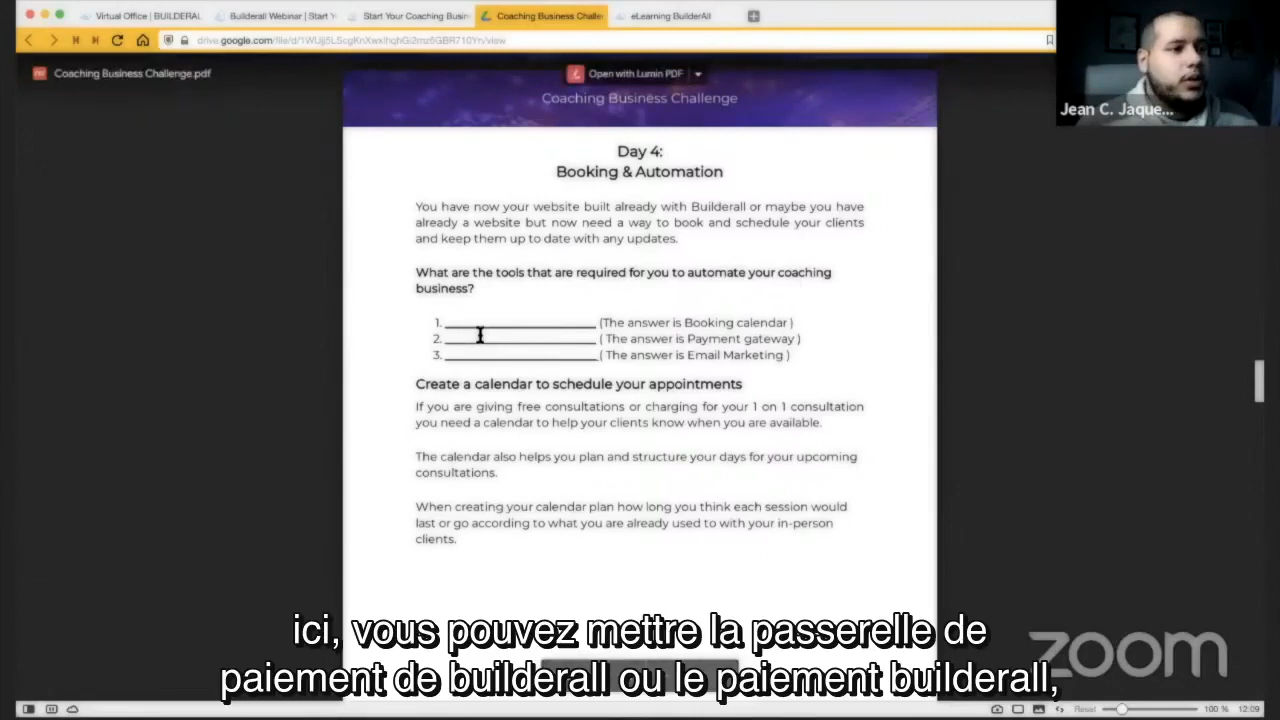 Virtual Office | BUILDERAL
Builderall Webinar | Start Y
Start Your Coaching Busin
Coaching Business Challe
eLearning BuilderAll
Coaching Business Challenge.pdf
Open with Lumin PDF
Jean C. Jaque...
Coaching Business Challenge
Day 4:
Booking & Automation
You have now your website built already with Builderall or maybe you have
already a website but now need a way to book and schedule your clients
and keep them up to date with any updates.
What are the tools that are required for you to automate your coaching
business?
1. ____________________ (The answer is Booking calendar )
2. ____________________ ( The answer is Payment gateway )
3. ____________________ ( The answer is Email Marketing )
Create a calendar to schedule your appointments
If you are giving free consultations or charging for your 1 on 1 consultation
you need a calendar to help your clients know when you are available.
The calendar also helps you plan and structure your days for your upcoming
consultations.
When creating your calendar plan how long you think each session would
last or go according to what you are already used to with your in-person
clients.
ici, vous pouvez mettre la passerelle de
paiement de builderall ou le paiement builderall,
zoom
Reset 100 % 12:09